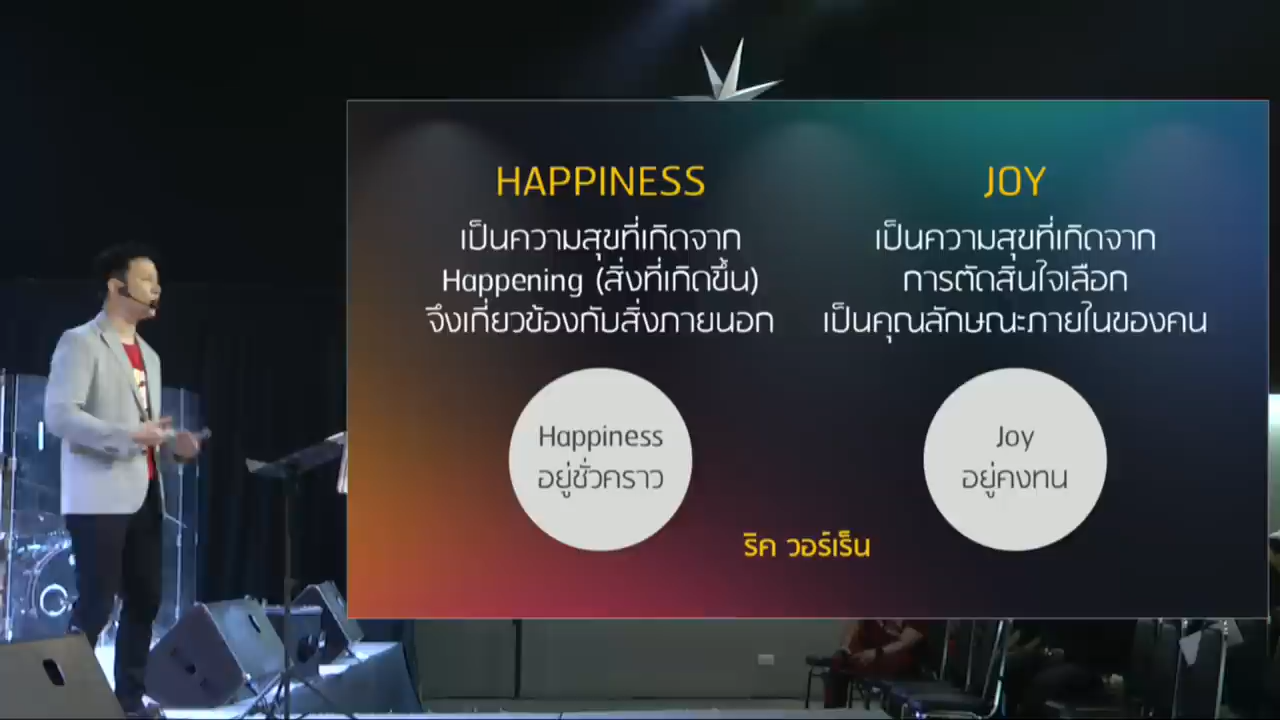 HAPPINESS
เป็นความสุขที่เกิดจาก
Happening (สิ่งที่เกิดขึ้น)
จึงเกี่ยวข้องกับสิ่งภายนอก
Happiness
อยู่ชั่วคราว
JOY
เป็นความสุขที่เกิดจาก
การตัดสินใจเลือก
เป็นคุณลักษณะภายในของคน
Joy
อยู่คงทน
ริค วอร์เร็น